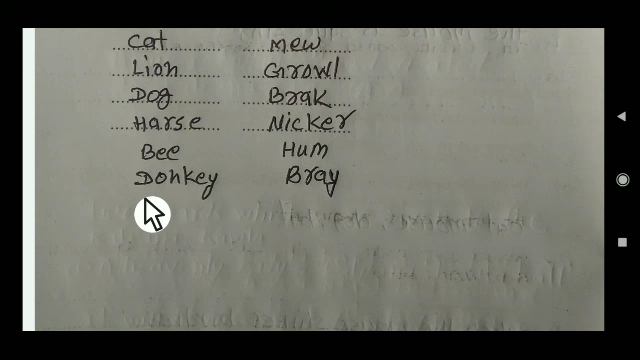 Cat Mew
Lion Growl
Dog Brak
Harse Nicker
Bee Hum
Donkey Bray